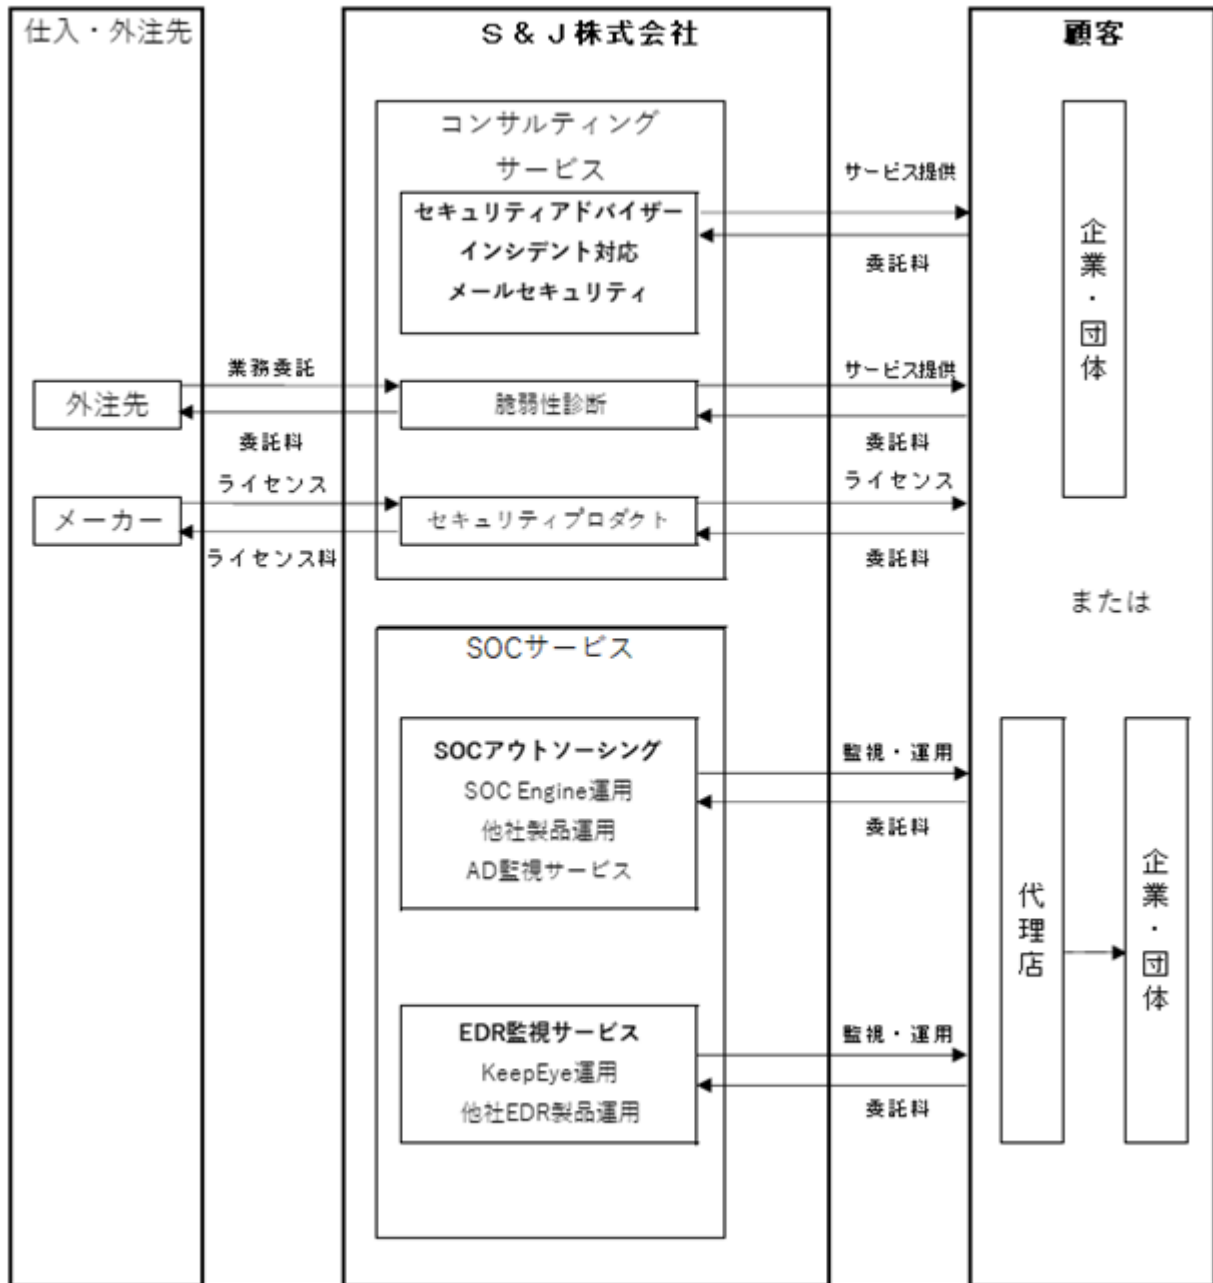 仕入・外注先
S & J 株式会社
顧客
コンサルティング
サービス
セキュリティアドバイザー
インシデント対応
メールセキュリティ
サービス提供
委託料
企業・団体
業務委託
外注先
委託料
脆弱性診断
サービス提供
委託料
ライセンス
メーカー
ライセンス料
セキュリティプロダクト
ライセンス
委託料
または
SOCサービス
SOCアウトソーシング
SOC Engine運用
他社製品運用
AD監視サービス
監視・運用
委託料
代理店
企業・団体
EDR監視サービス
KeepEye運用
他社EDR製品運用
監視・運用
委託料